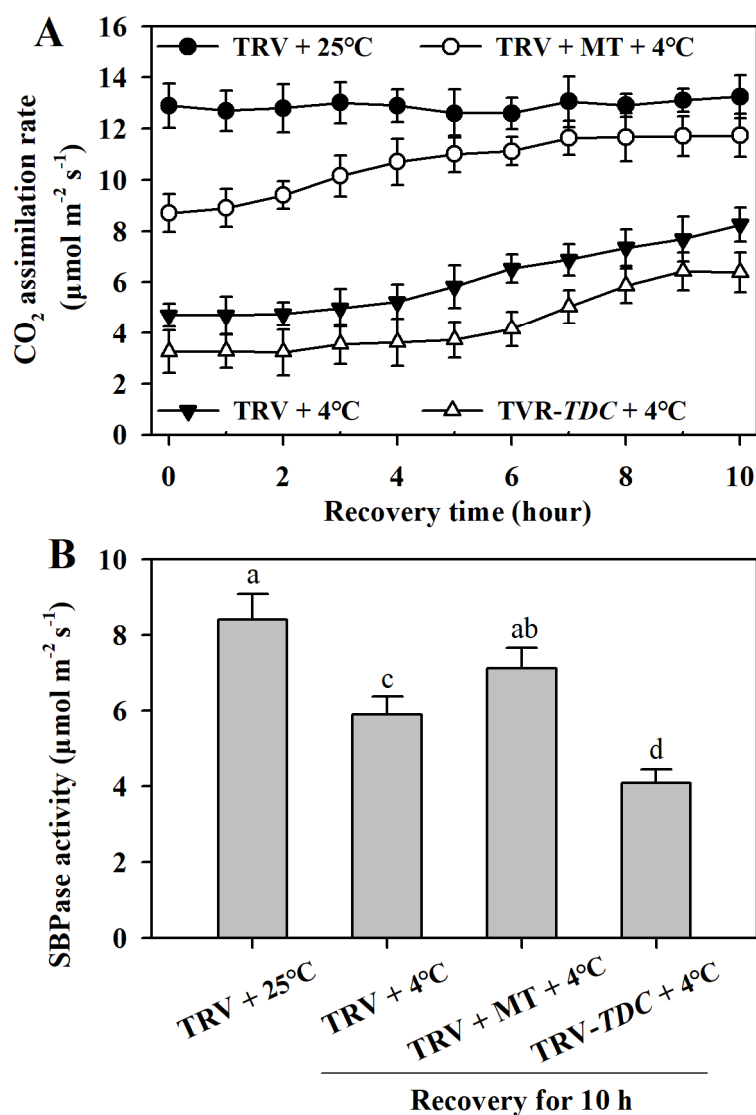 A
TRV + 25℃
TRV + MT + 4℃
16
14
12
10
8
6
4
2
0
CO₂ assimilation rate
(µmol m⁻² s⁻¹)
TRV + 4℃
TVR-TDC + 4℃
0
2
4
6
8
10
Recovery time (hour)
B
10
8
6
4
2
0
SBPase activity (µmol m⁻² s⁻¹)
a
c
ab
d
TRV + 25℃
TRV + 4℃
TRV + MT + 4℃
TRV-TDC + 4℃
Recovery for 10 h